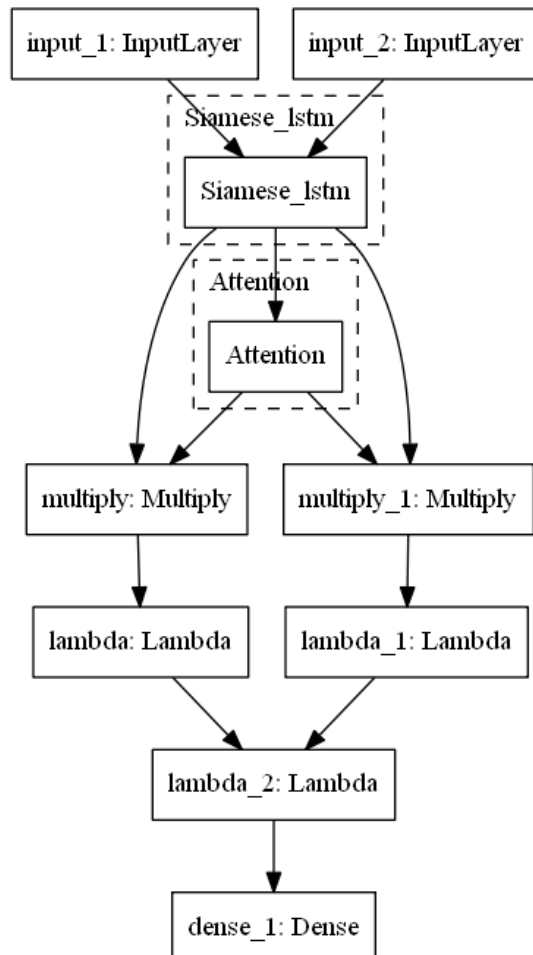 input_1: InputLayer
input_2: InputLayer
Siamese_lstm
Siamese_lstm
Attention
Attention
multiply: Multiply
multiply_1: Multiply
lambda: Lambda
lambda_1: Lambda
lambda_2: Lambda
dense_1: Dense